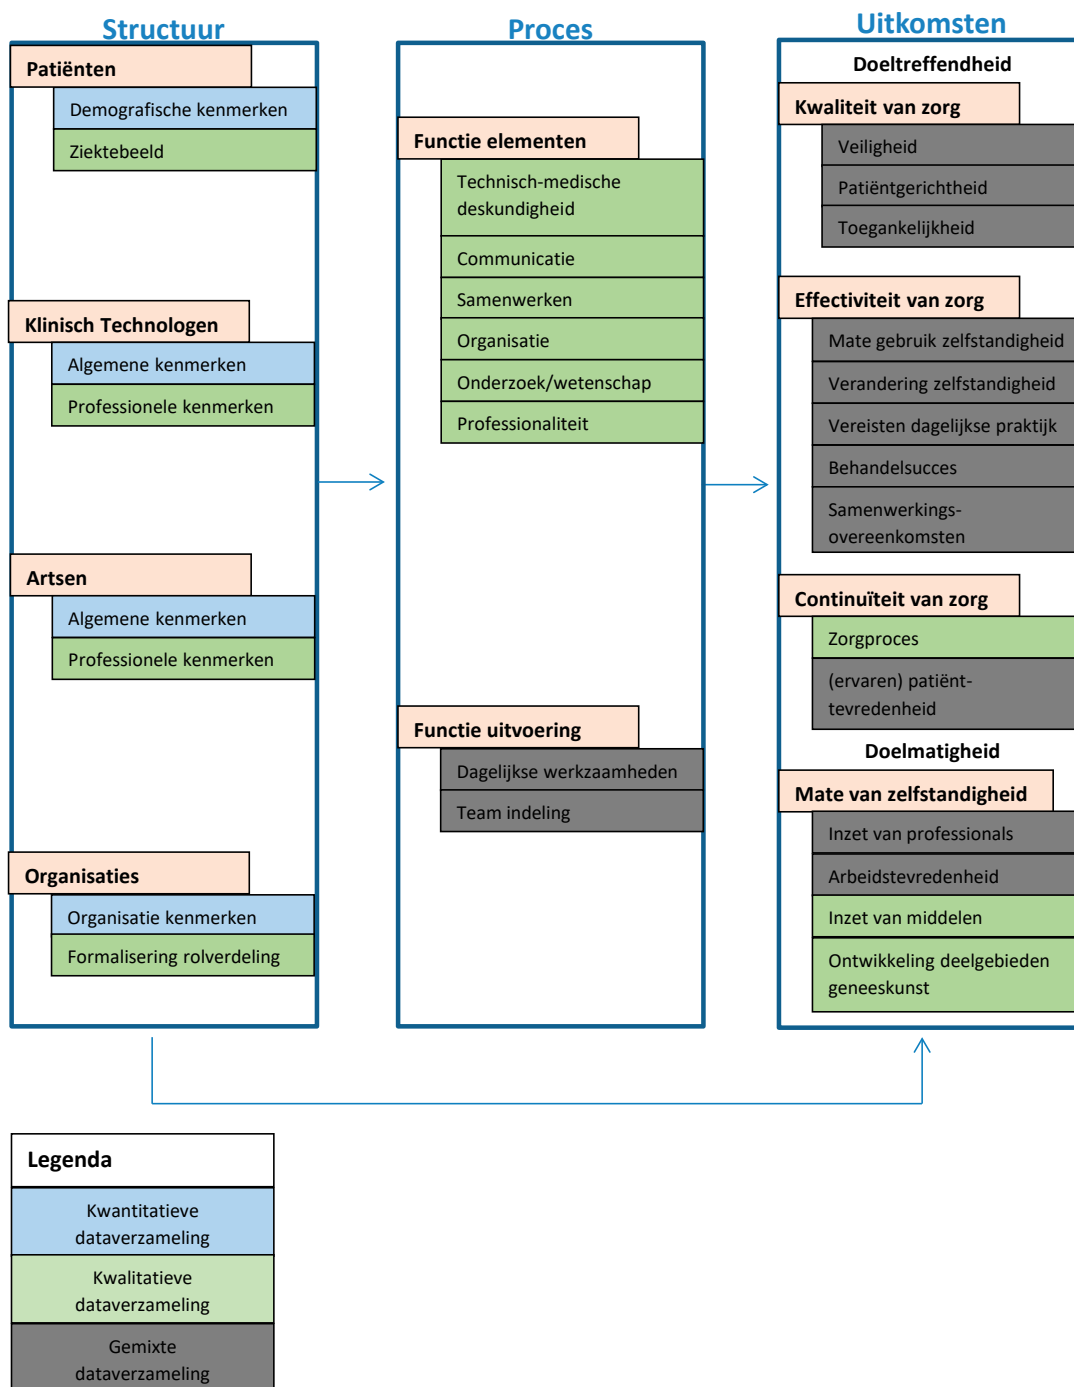 Structuur
Patiënten
Demografische kenmerken
Ziektebeeld
Klinisch Technologen
Algemene kenmerken
Professionele kenmerken
Artsen
Algemene kenmerken
Professionele kenmerken
Organisaties
Organisatie kenmerken
Formalisering rolverdeling
Proces
Functie elementen
Technisch-medische
deskundigheid
Communicatie
Samenwerken
Organisatie
Onderzoek/wetenschap
Professionaliteit
Functie uitvoering
Dagelijkse werkzaamheden
Team indeling
Uitkomsten
Doeltreffendheid
Kwaliteit van zorg
Veiligheid
Patiëntgerichtheid
Toegankelijkheid
Effectiviteit van zorg
Mate gebruik zelfstandigheid
Verandering zelfstandigheid
Vereisten dagelijkse praktijk
Behandelsucces
Samenwerkings-
overeenkomsten
Continuïteit van zorg
Zorgproces
(ervaren) patiënt-
tevredenheid
Doelmatigheid
Mate van zelfstandigheid
Inzet van professionals
Arbeidstevredenheid
Inzet van middelen
Ontwikkeling deelgebieden
geneeskunst
Legenda
Kwantitatieve
dataverzameling
Kwalitatieve
dataverzameling
Gemixte
dataverzameling